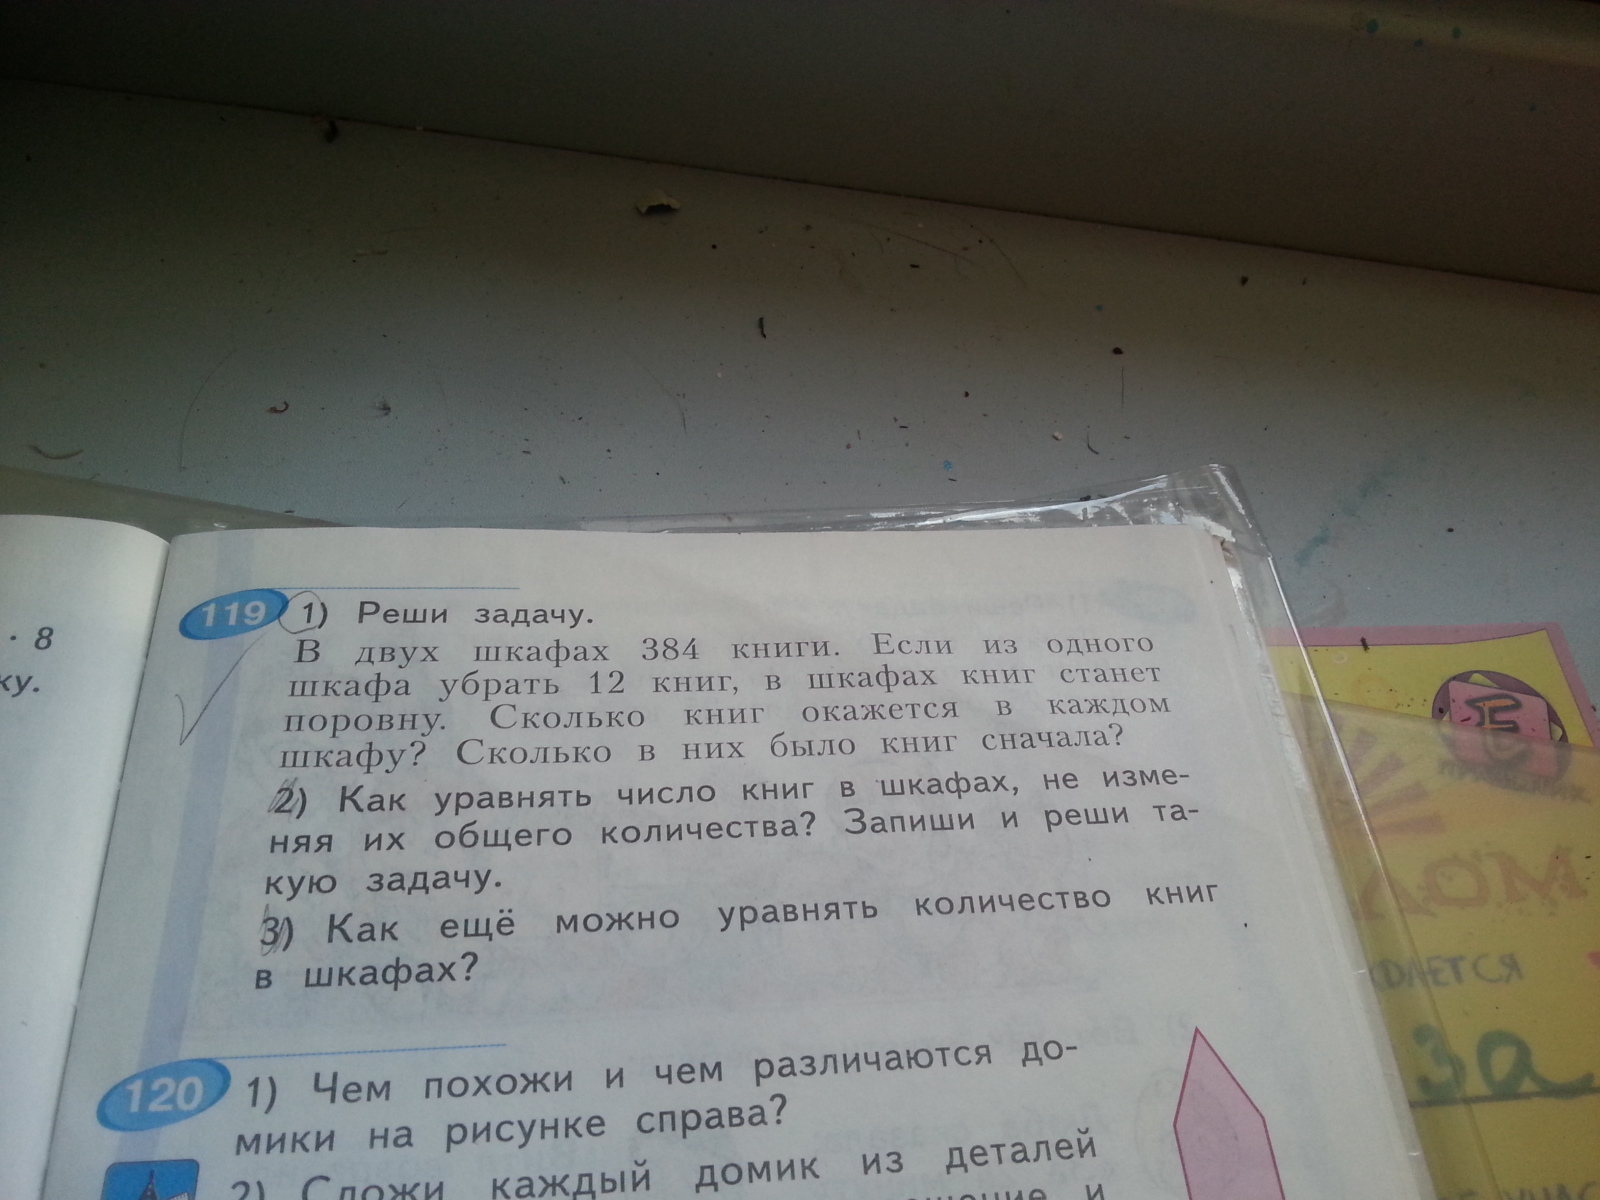 · 8
ку.
119 1) Реши задачу.
В двух шкафах 384 книги. Если из одного
шкафа убрать 12 книг, в шкафах книг станет
поровну. Сколько книг окажется в каждом
шкафу? Сколько в них было книг сначала?
2) Как уравнять число книг в шкафах, не изме-
няя их общего количества? Запиши и реши та-
кую задачу.
3) Как ещё можно уравнять количество книг
в шкафах?
120 1) Чем похожи и чем различаются до-
мики на рисунке справа?
2) Сложи каждый домик из деталей
и
за